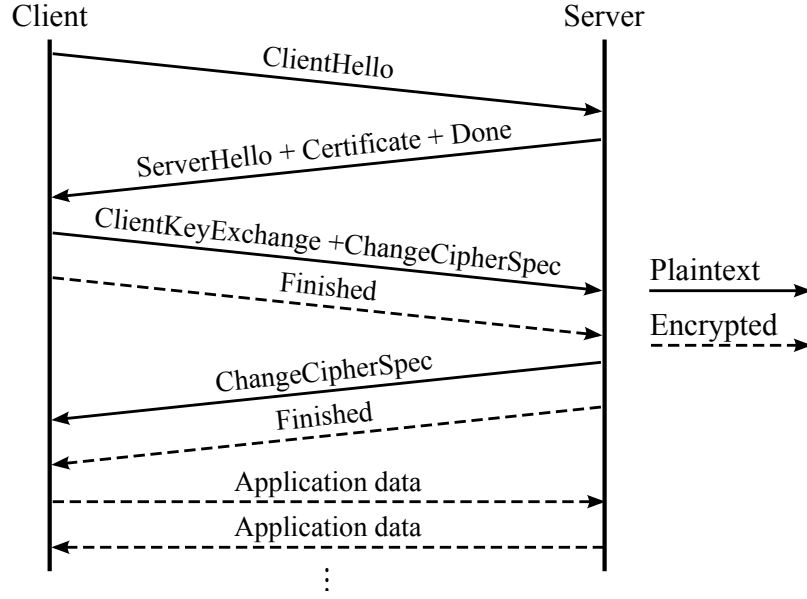 Client
Server
ClientHello
ServerHello + Certificate + Done
ClientKeyExchange +ChangeCipherSpec
Finished
Plaintext
Encrypted
ChangeCipherSpec
Finished
Application data
Application data
⋮